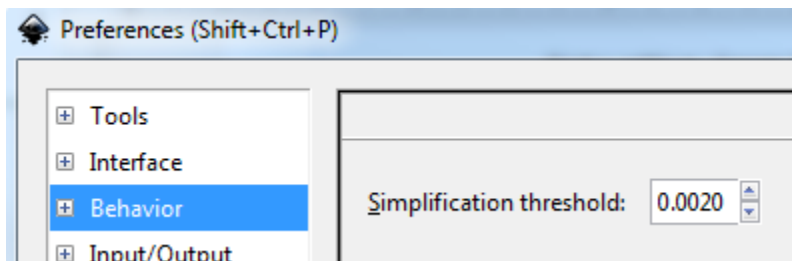 Preferences (Shift+Ctrl+P)
Tools
Interface
Behavior
Simplification threshold: 0.0020
Input/Output